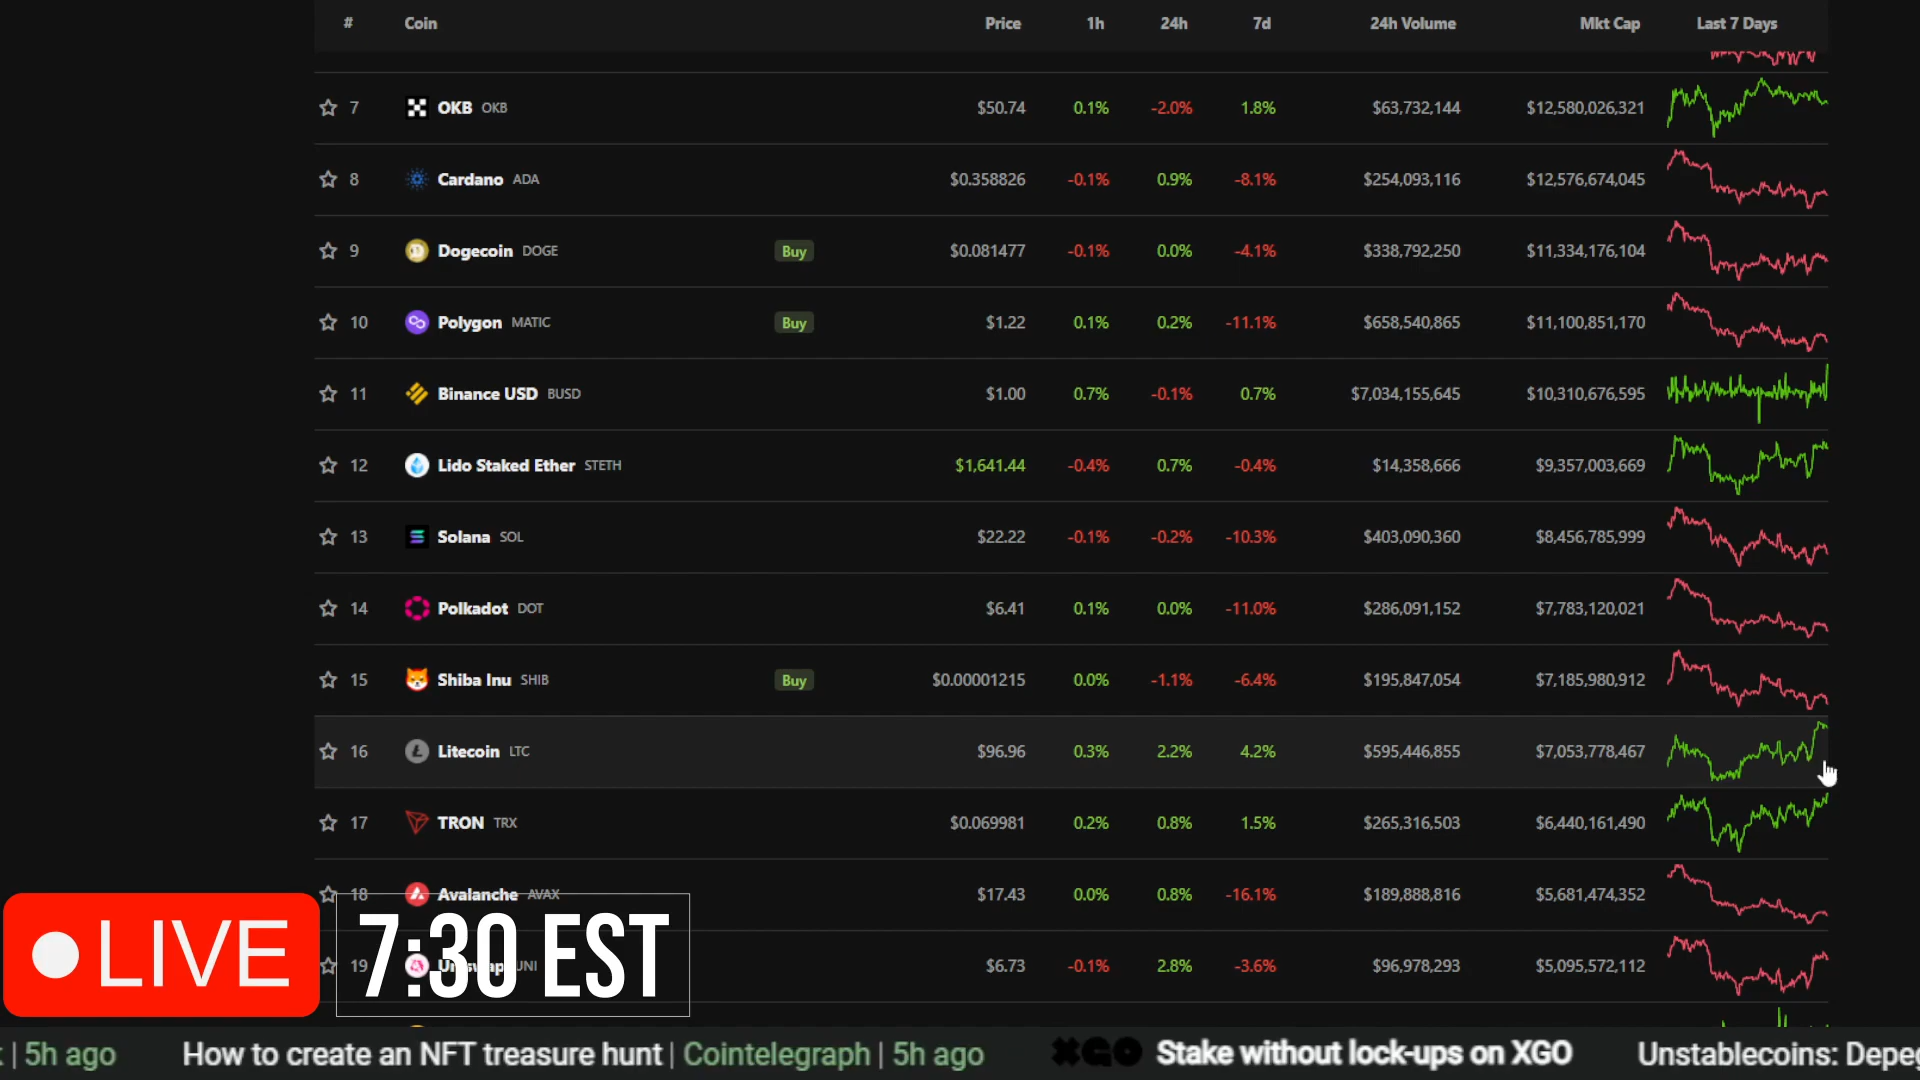 # Coin Price 1h 24h 7d 24h Volume Mkt Cap Last 7 Days
7 OKB OKB $50.74 0.1% -2.0% 1.8% $63,732,144 $12,580,026,321
8 Cardano ADA $0.358826 -0.1% 0.9% -8.1% $254,093,116 $12,576,674,045
9 Dogecoin DOGE Buy $0.081477 -0.1% 0.0% -4.1% $338,792,250 $11,334,176,104
10 Polygon MATIC Buy $1.22 0.1% 0.2% -11.1% $658,540,865 $11,100,851,170
11 Binance USD BUSD $1.00 0.7% -0.1% 0.7% $7,034,155,645 $10,310,676,595
12 Lido Staked Ether STETH $1,641.44 -0.4% 0.7% -0.4% $14,358,666 $9,357,003,669
13 Solana SOL $22.22 -0.1% -0.2% -10.3% $403,090,360 $8,456,785,999
14 Polkadot DOT $6.41 0.1% 0.0% -11.0% $286,091,152 $7,783,120,021
15 Shiba Inu SHIB Buy $0.00001215 0.0% -1.1% -6.4% $195,847,054 $7,185,980,912
16 Litecoin LTC $96.96 0.3% 2.2% 4.2% $595,446,855 $7,053,778,467
17 TRON TRX $0.069981 0.2% 0.8% 1.5% $265,316,503 $6,440,161,490
18 Avalanche AVAX $17.43 0.0% 0.8% -16.1% $189,888,816 $5,681,474,352
19 Uniswap UNI $6.73 -0.1% 2.8% -3.6% $96,978,293 $5,095,572,112
LIVE 7:30 EST
| 5h ago How to create an NFT treasure hunt | Cointelegraph | 5h ago XGO Stake without lock-ups on XGO Unstablecoins: Depeg